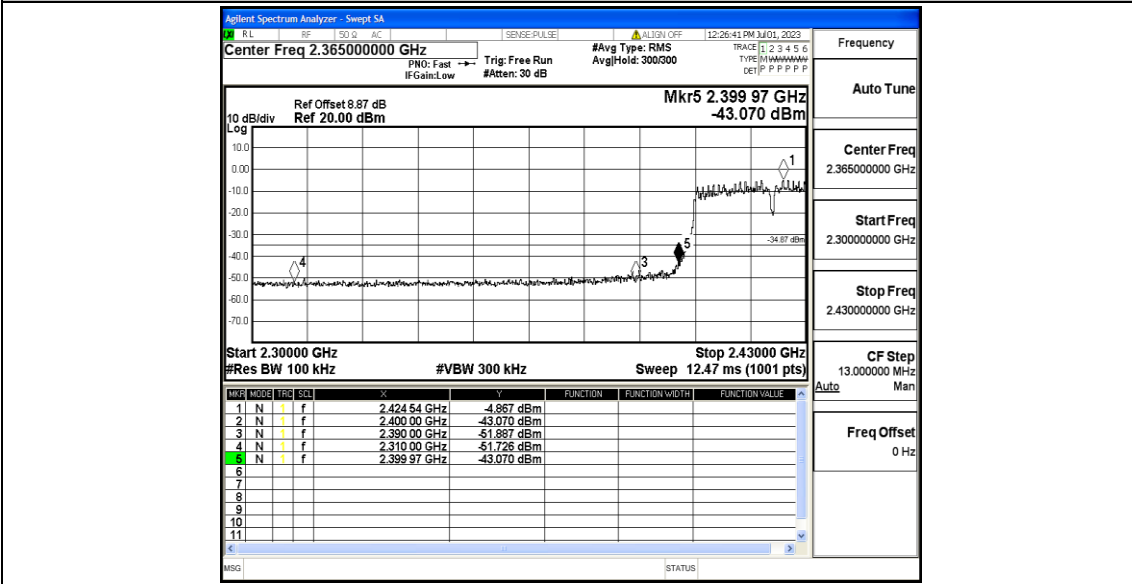 Agilent Spectrum Analyzer - Swept SA
RL RF 50 Ω AC SENSE:PULSE ALIGN OFF 12:26:41 PM Jul 01, 2023
Center Freq 2.365000000 GHz #Avg Type: RMS TRACE 1 2 3 4 5 6
PNO: Fast Trig: Free Run Avg|Hold: 300/300 TYPE M
IFGain:Low #Atten: 30 dB DET P P P P P P
Frequency
Auto Tune
Center Freq
2.365000000 GHz
Start Freq
2.300000000 GHz
Stop Freq
2.430000000 GHz
CF Step
13.000000 MHz
Auto Man
Freq Offset
0 Hz
Mkr5 2.399 97 GHz
-43.070 dBm
Ref Offset 8.87 dB
10 dB/div Ref 20.00 dBm
Log
10.0
0.00
-10.0
-20.0
-30.0
-40.0
-50.0
-60.0
-70.0
1
-34.87 dBm
5
4
3
Start 2.30000 GHz Stop 2.43000 GHz
#Res BW 100 kHz #VBW 300 kHz Sweep 12.47 ms (1001 pts)
MKR MODE TRC SCL X Y FUNCTION FUNCTION WIDTH FUNCTION VALUE
1 N 1 f 2.424 54 GHz -4.867 dBm
2 N 1 f 2.400 00 GHz -43.070 dBm
3 N 1 f 2.390 00 GHz -51.887 dBm
4 N 1 f 2.310 00 GHz -51.726 dBm
5 N 1 f 2.399 97 GHz -43.070 dBm
6
7
8
9
10
11
MSG STATUS